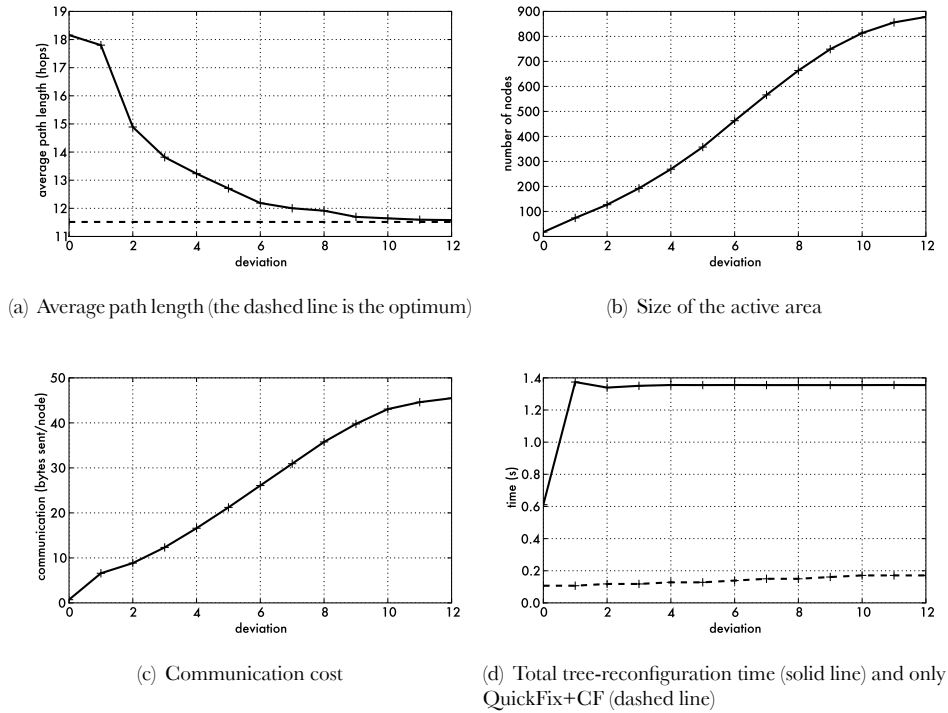 19
18
17
16
15
14
13
12
11
average path length (hops)
0 2 4 6 8 10 12
deviation
(a) Average path length (the dashed line is the optimum)
900
800
700
600
500
400
300
200
100
0
number of nodes
0 2 4 6 8 10 12
deviation
(b) Size of the active area
50
40
30
20
10
0
communication (bytes sent/node)
0 2 4 6 8 10 12
deviation
(c) Communication cost
1.4
1.2
1.0
0.8
0.6
0.4
0.2
0.0
time (s)
0 2 4 6 8 10 12
deviation
(d) Total tree-reconfiguration time (solid line) and only
QuickFix+CF (dashed line)